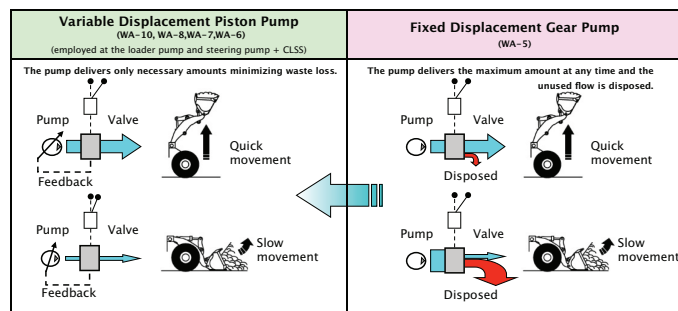 Variable Displacement Piston Pump
(WA-10, WA-8,WA-7,WA-6)
(employed at the loader pump and steering pump + CLSS)
The pump delivers only necessary amounts minimizing waste loss.
Pump
Valve
Quick
movement
Feedback
Pump
Valve
Slow
movement
Feedback
Fixed Displacement Gear Pump
(WA-5)
The pump delivers the maximum amount at any time and the
unused flow is disposed.
Pump
Valve
Quick
movement
Disposed
Pump
Valve
Slow
movement
Disposed